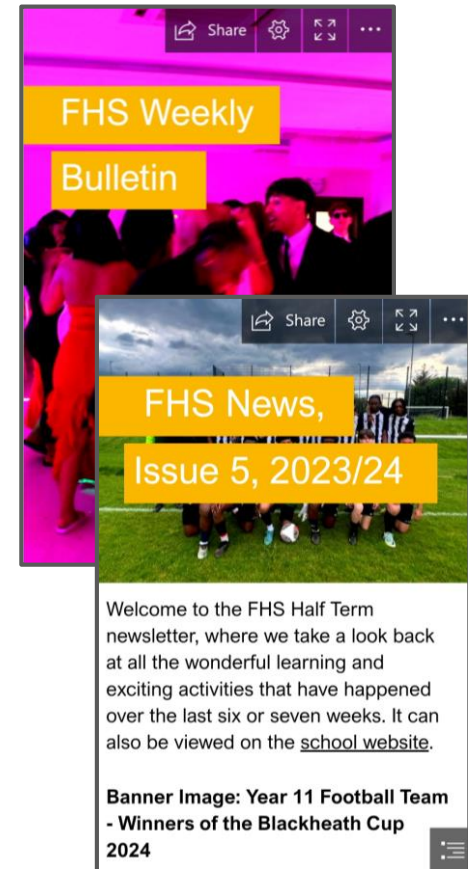 Share
FHS Weekly
Bulletin
Share
FHS News,
Issue 5, 2023/24
Welcome to the FHS Half Term
newsletter, where we take a look back
at all the wonderful learning and
exciting activities that have happened
over the last six or seven weeks. It can
also be viewed on the school website.
Banner Image: Year 11 Football Team
- Winners of the Blackheath Cup
2024